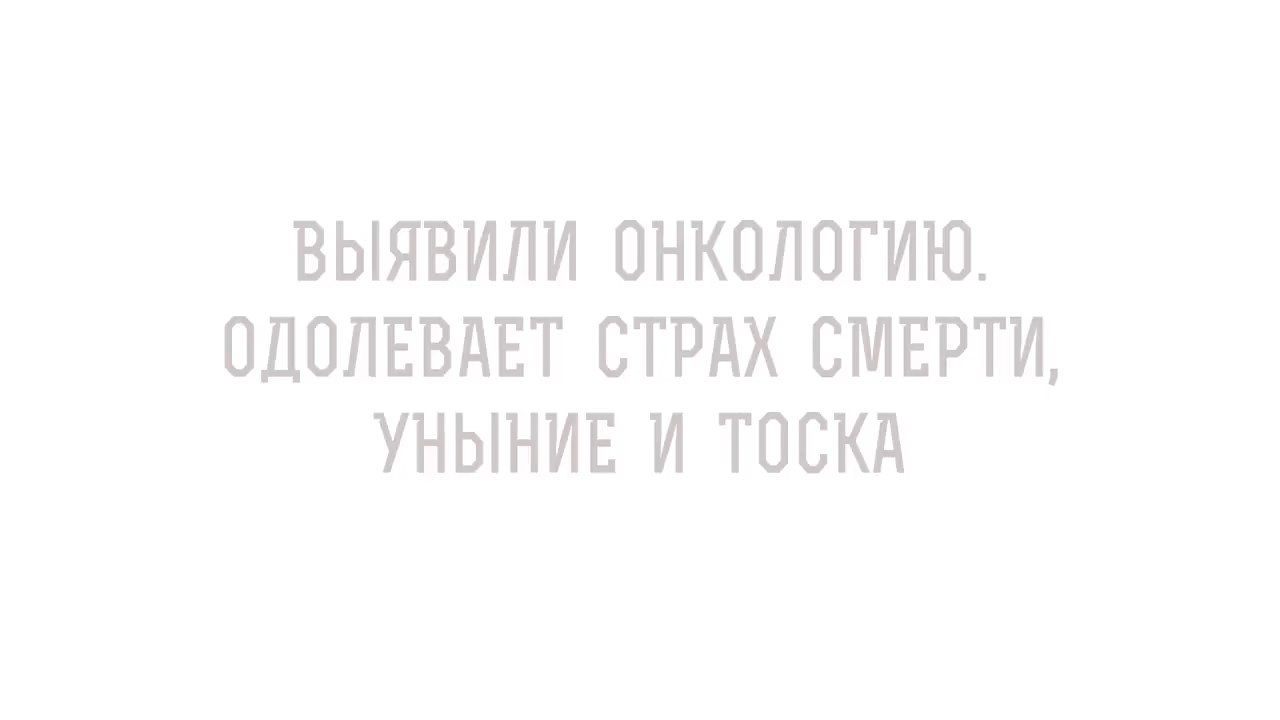 ВЫЯВИЛИ ОНКОЛОГИЮ.
ОДОЛЕВАЕТ СТРАХ СМЕРТИ,
УНЫНИЕ И ТОСКА